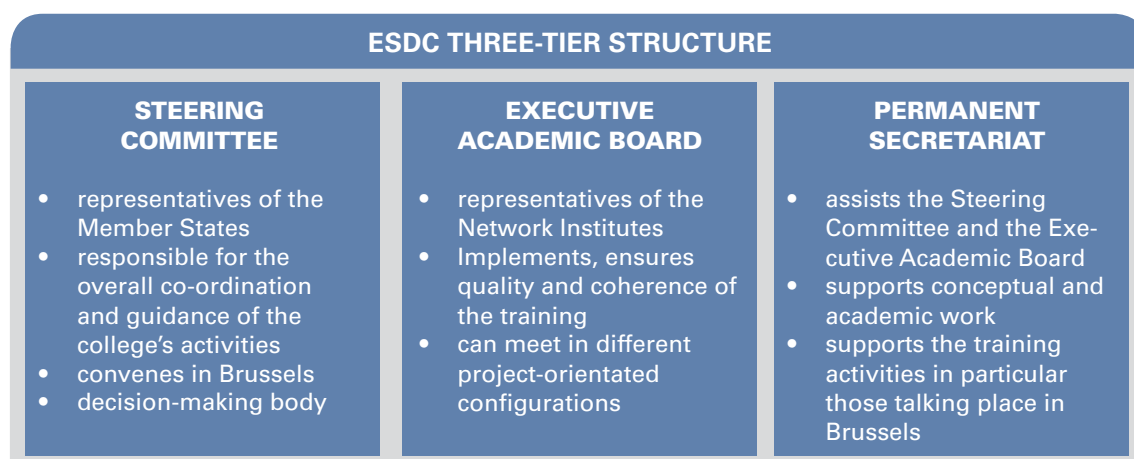 ESDC THREE-TIER STRUCTURE
STEERING
COMMITTEE
• representatives of the
Member States
• responsible for the
overall co-ordination
and guidance of the
college's activities
• convenes in Brussels
• decision-making body
EXECUTIVE
ACADEMIC BOARD
• representatives of the
Network Institutes
• Implements, ensures
quality and coherence of
the training
• can meet in different
project-orientated
configurations
PERMANENT
SECRETARIAT
• assists the Steering
Committee and the Exe-
cutive Academic Board
• supports conceptual and
academic work
• supports the training
activities in particular
those talking place in
Brussels